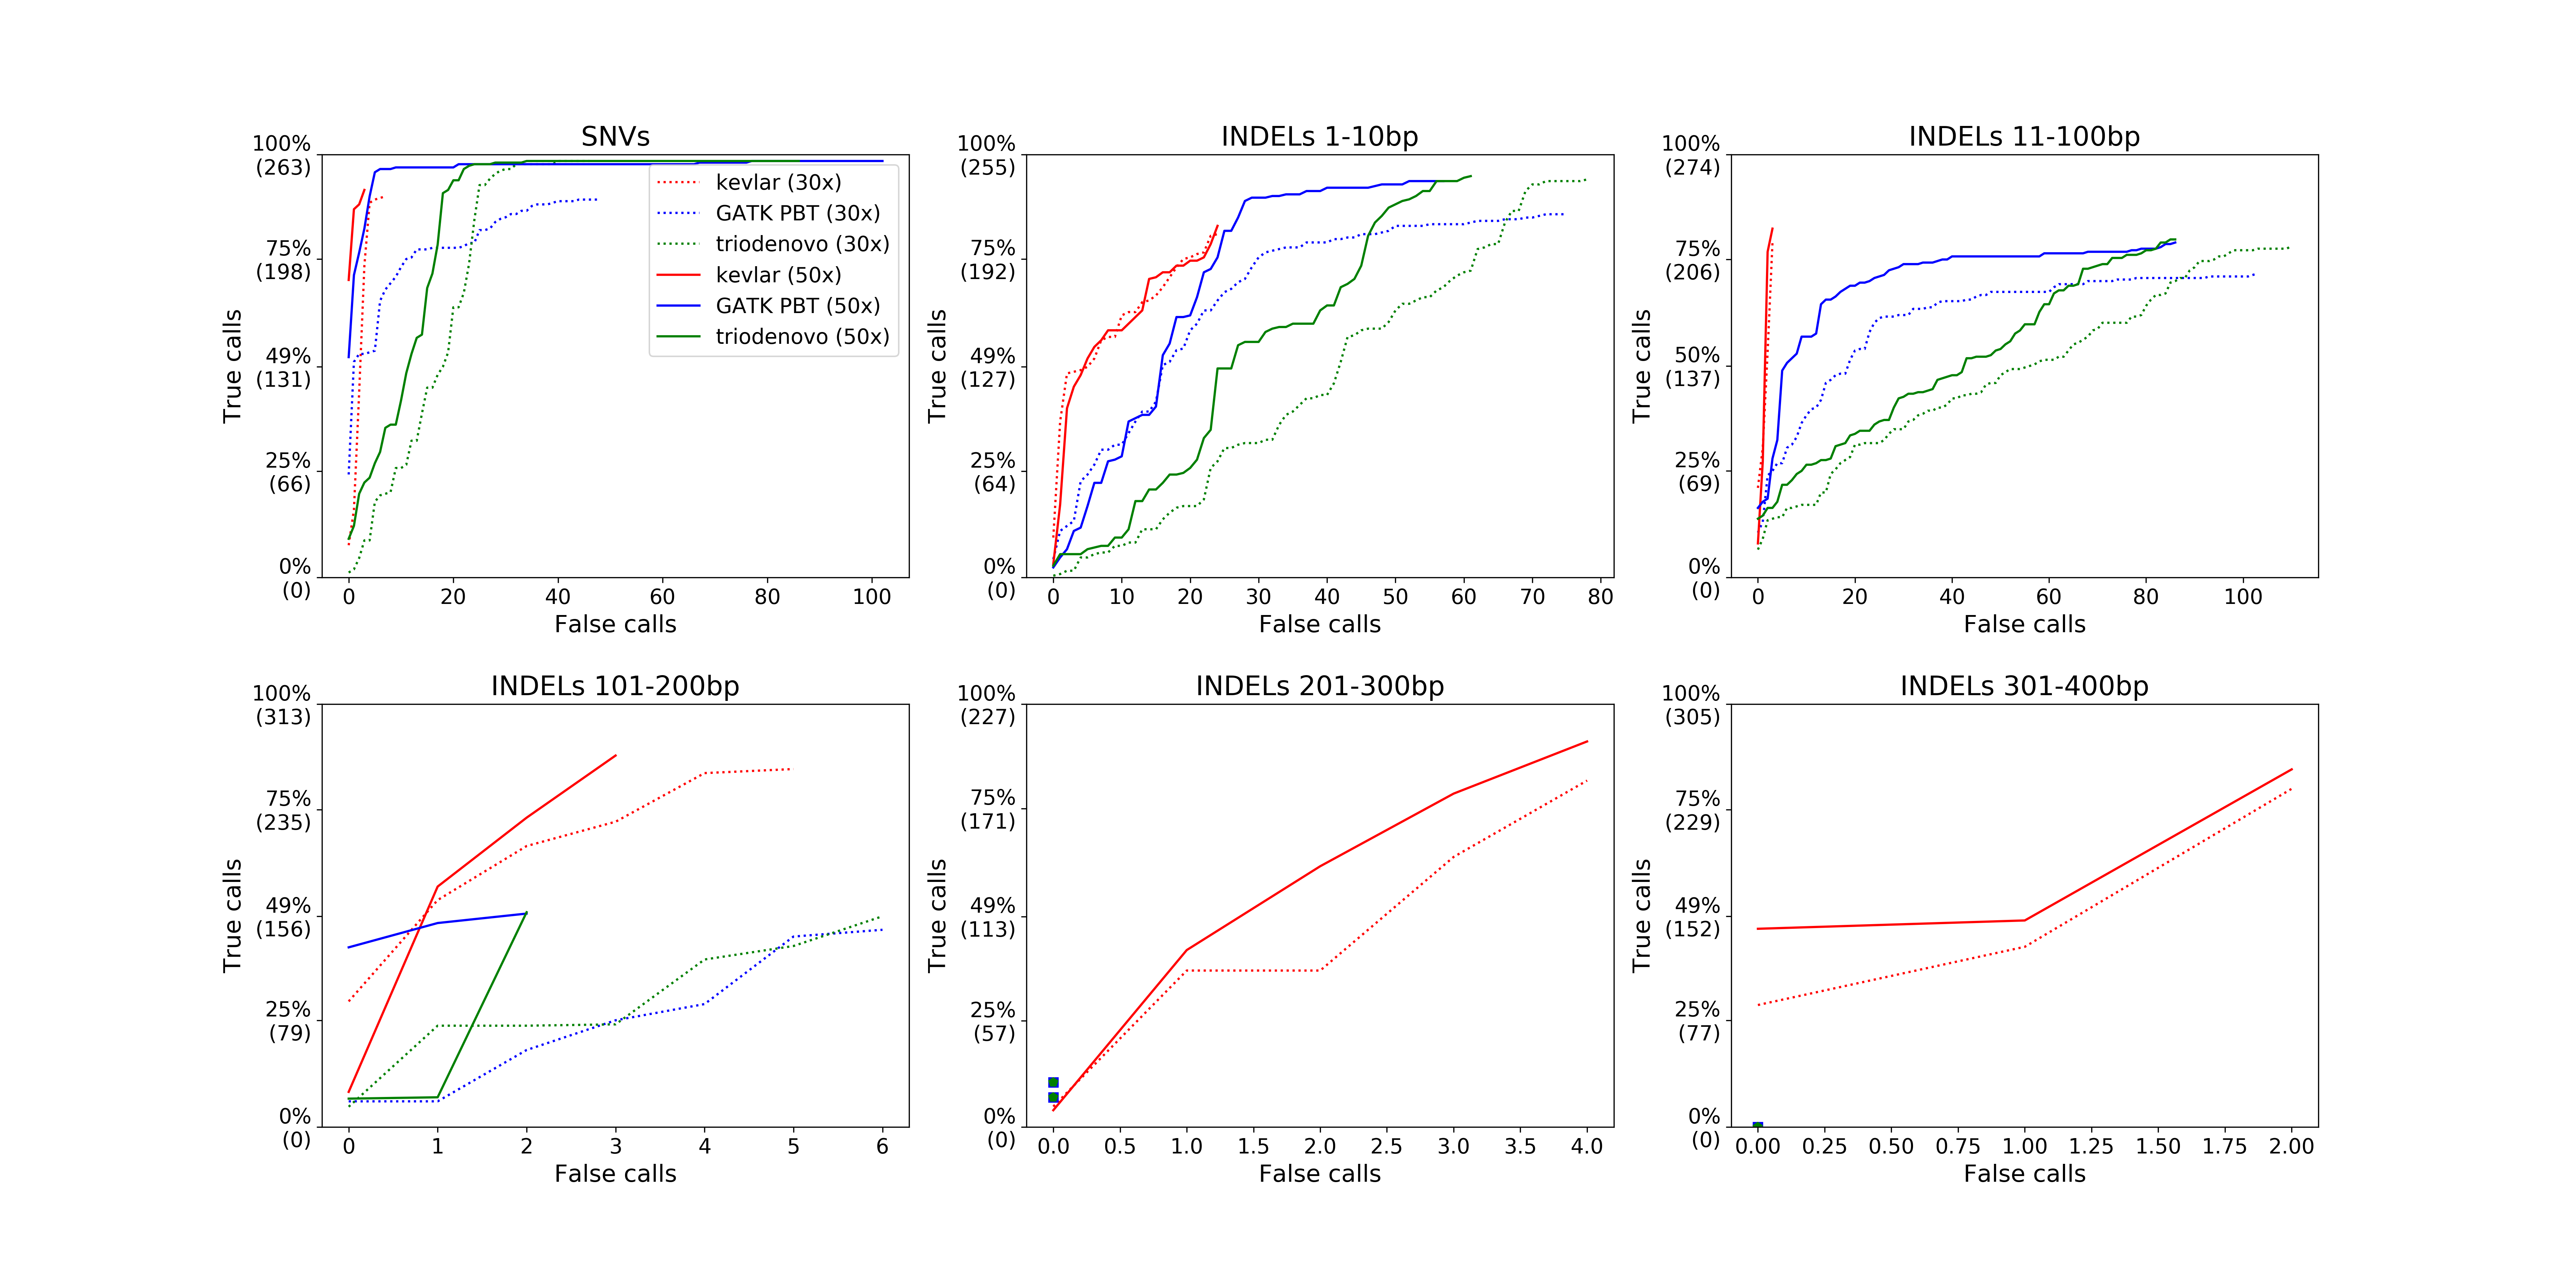 SNVs
100%
(263)
75%
(198)
49%
(131)
25%
(66)
0%
(0)
True calls
0 20 40 60 80 100
False calls
kevlar (30x)
GATK PBT (30x)
triodenovo (30x)
kevlar (50x)
GATK PBT (50x)
triodenovo (50x)
INDELs 1-10bp
100%
(255)
75%
(192)
49%
(127)
25%
(64)
0%
(0)
True calls
0 10 20 30 40 50 60 70 80
False calls
INDELs 11-100bp
100%
(274)
75%
(206)
50%
(137)
25%
(69)
0%
(0)
True calls
0 20 40 60 80 100
False calls
INDELs 101-200bp
100%
(313)
75%
(235)
49%
(156)
25%
(79)
0%
(0)
True calls
0 1 2 3 4 5 6
False calls
INDELs 201-300bp
100%
(227)
75%
(171)
49%
(113)
25%
(57)
0%
(0)
True calls
0.0 0.5 1.0 1.5 2.0 2.5 3.0 3.5 4.0
False calls
INDELs 301-400bp
100%
(305)
75%
(229)
49%
(152)
25%
(77)
0%
(0)
True calls
0.00 0.25 0.50 0.75 1.00 1.25 1.50 1.75 2.00
False calls